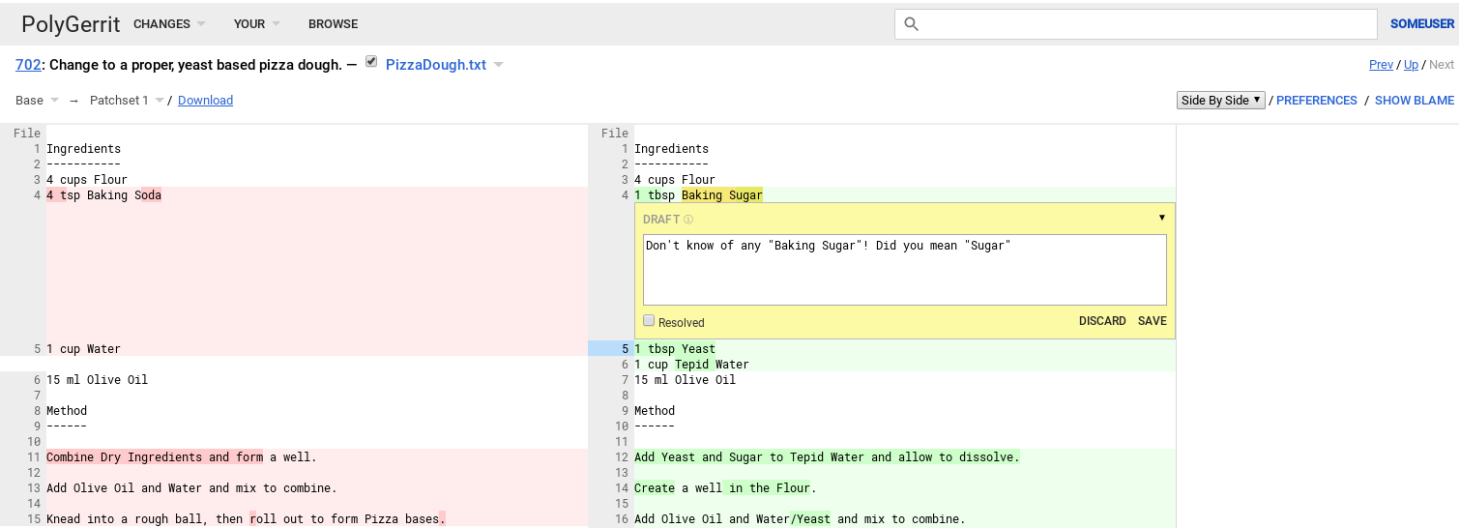 PolyGerrit CHANGES YOUR BROWSE SOMEUSER
702: Change to a proper, yeast based pizza dough. — PizzaDough.txt Prev / Up / Next
Base → Patchset 1 / Download Side By Side / PREFERENCES / SHOW BLAME
File
1 Ingredients
2 -----------
3 4 cups Flour
4 4 tsp Baking Soda
5 1 cup Water
6 15 ml Olive Oil
7
8 Method
9 ------
10
11 Combine Dry Ingredients and form a well.
12
13 Add Olive Oil and Water and mix to combine.
14
15 Knead into a rough ball, then roll out to form Pizza bases.
File
1 Ingredients
2 -----------
3 4 cups Flour
4 1 tbsp Baking Sugar
DRAFT
Don't know of any "Baking Sugar"! Did you mean "Sugar"
Resolved DISCARD SAVE
5 1 tbsp Yeast
6 1 cup Tepid Water
7 15 ml Olive Oil
8
9 Method
10 ------
11
12 Add Yeast and Sugar to Tepid Water and allow to dissolve.
13
14 Create a well in the Flour.
15
16 Add Olive Oil and Water/Yeast and mix to combine.